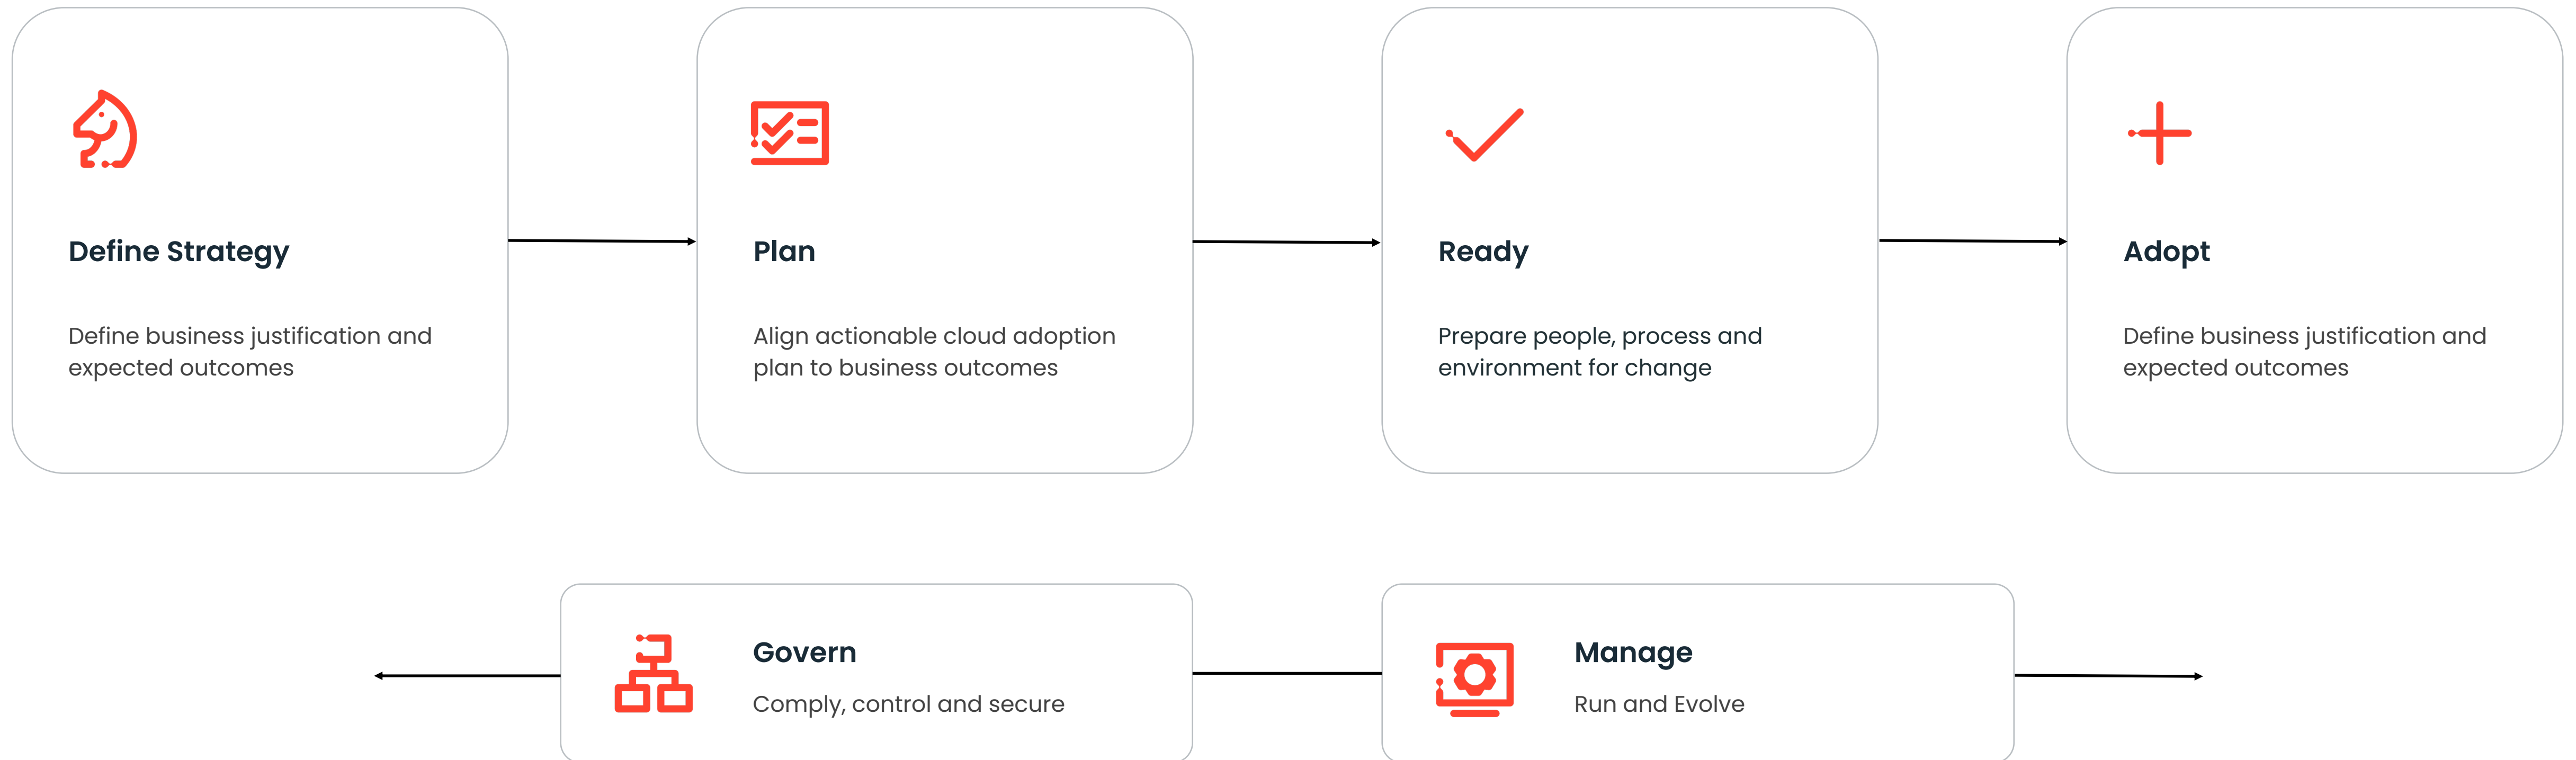 Define Strategy
Define business justification and
expected outcomes
Plan
Align actionable cloud adoption
plan to business outcomes
Ready
Prepare people, process and
environment for change
Adopt
Define business justification and
expected outcomes
Govern
Comply, control and secure
Manage
Run and Evolve